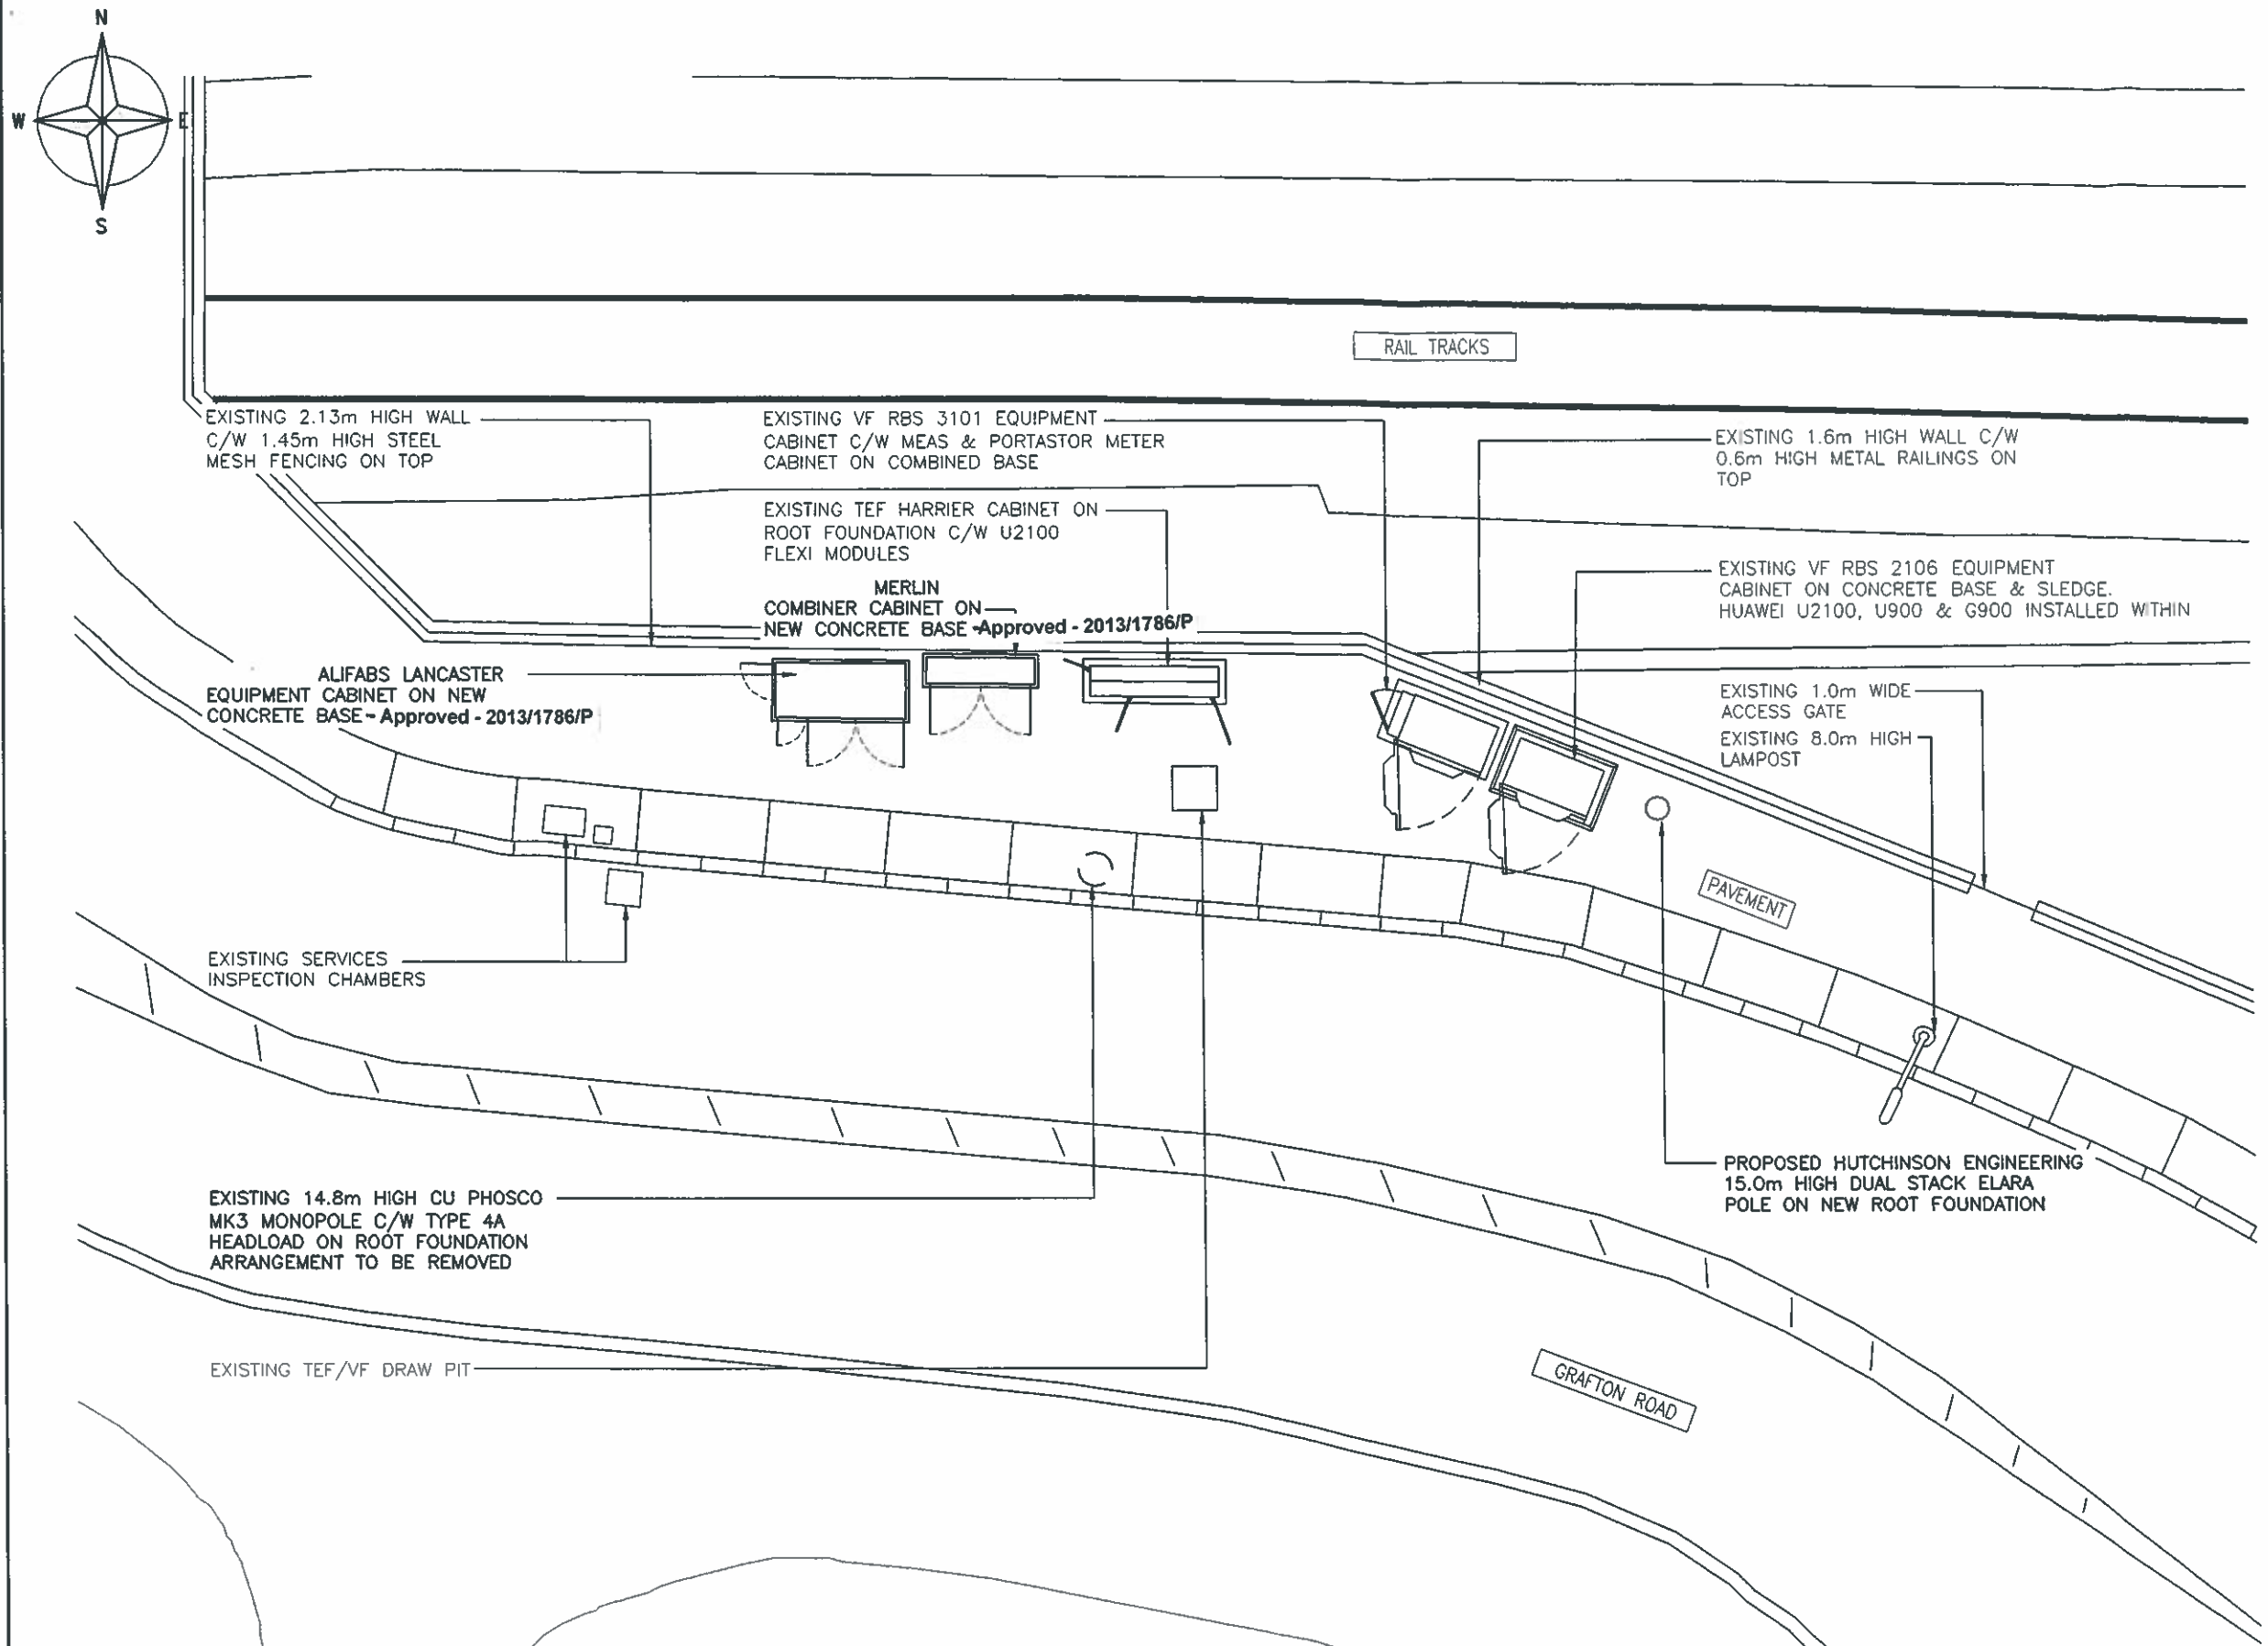 N
W
E
S
RAIL TRACKS
EXISTING 2.13m HIGH WALL
C/W 1.45m HIGH STEEL
MESH FENCING ON TOP
EXISTING VF RBS 3101 EQUIPMENT
CABINET C/W MEAS & PORTASTOR METER
CABINET ON COMBINED BASE
EXISTING 1.6m HIGH WALL C/W
0.6m HIGH METAL RAILINGS ON
TOP
EXISTING TEF HARRIER CABINET ON
ROOT FOUNDATION C/W U2100
FLEXI MODULES
EXISTING VF RBS 2106 EQUIPMENT
CABINET ON CONCRETE BASE & SLEDGE.
HUAWEI U2100, U900 & G900 INSTALLED WITHIN
MERLIN
COMBINER CABINET ON
NEW CONCRETE BASE -Approved - 2013/1786/P
ALIFABS LANCASTER
EQUIPMENT CABINET ON NEW
CONCRETE BASE - Approved - 2013/1786/P
EXISTING 1.0m WIDE
ACCESS GATE
EXISTING 8.0m HIGH
LAMPOST
PAVEMENT
EXISTING SERVICES
INSPECTION CHAMBERS
PROPOSED HUTCHINSON ENGINEERING
15.0m HIGH DUAL STACK ELARA
POLE ON NEW ROOT FOUNDATION
EXISTING 14.8m HIGH CU PHOSCO
MK3 MONOPOLE C/W TYPE 4A
HEADLOAD ON ROOT FOUNDATION
ARRANGEMENT TO BE REMOVED
EXISTING TEF/VF DRAW PIT
GRAFTON ROAD